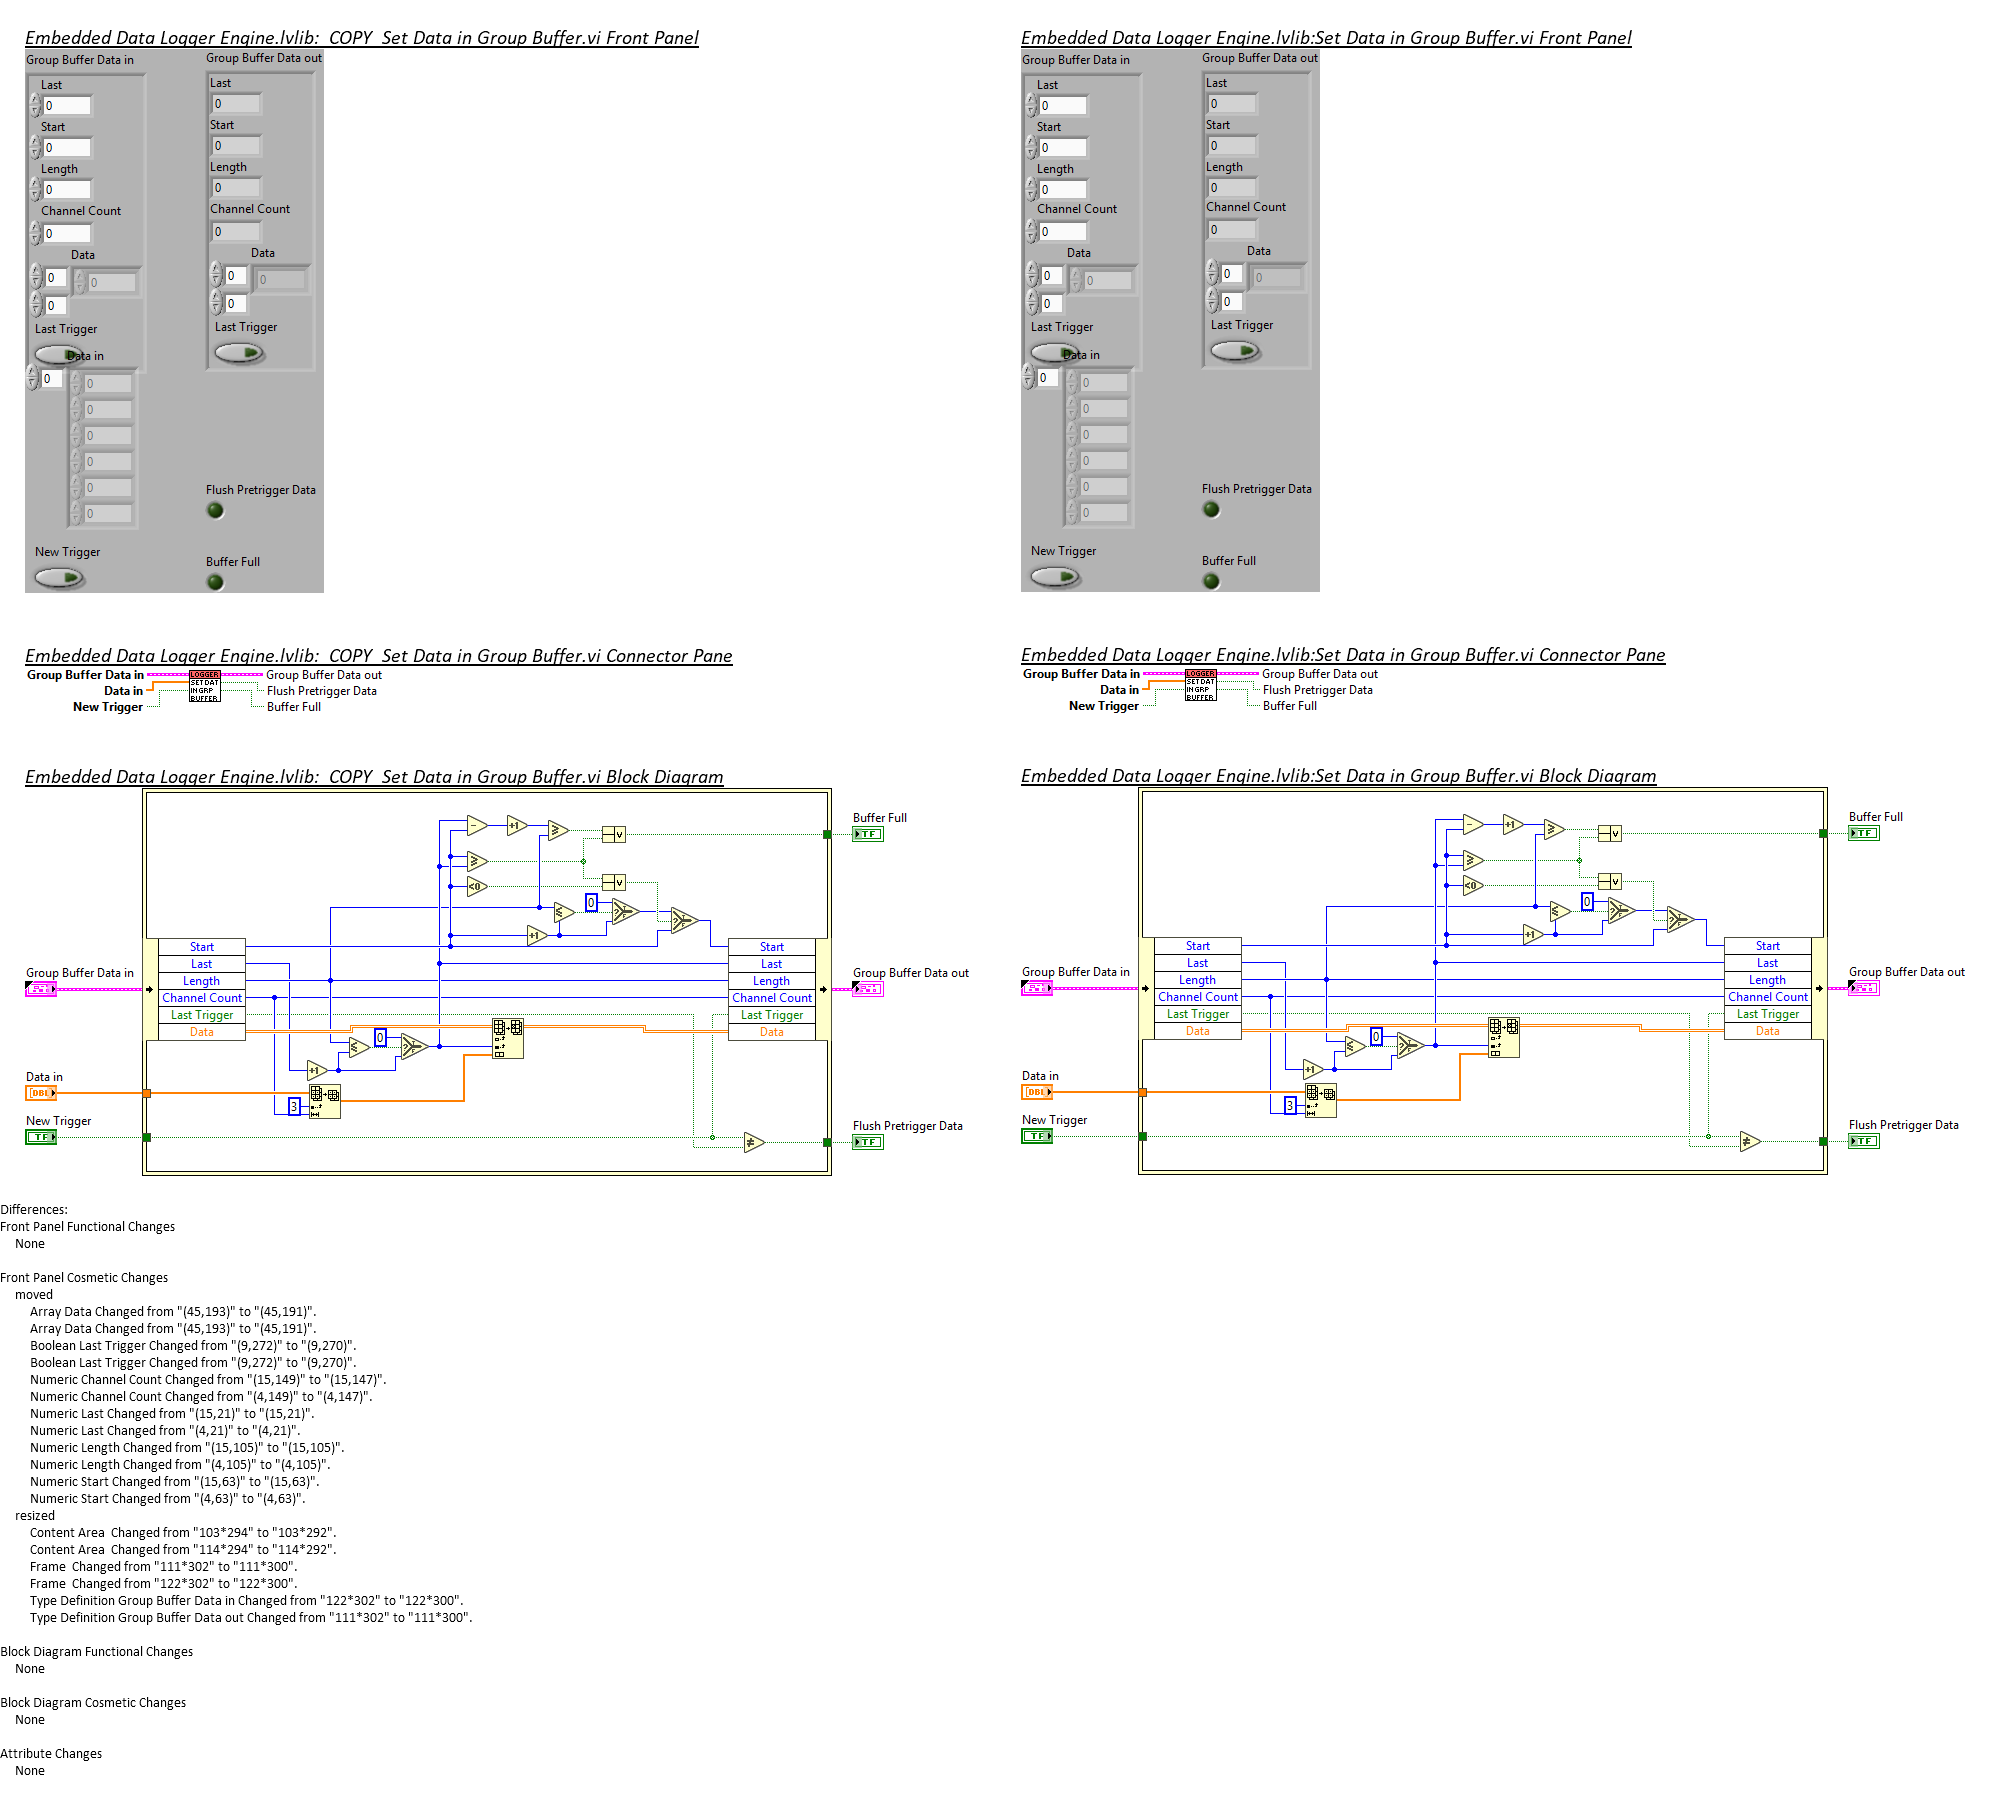 Embedded Data Logger Engine.lvlib:  COPY  Set Data in Group Buffer.vi Front Panel
Group Buffer Data in
Group Buffer Data out
Last
0
Start
0
Length
0
Channel Count
0
Data
0
0
0
Last Trigger
Last
0
Start
0
Length
0
Channel Count
0
Data
0
0
0
Last Trigger
Data in
0
0
0
0
0
0
0
Flush Pretrigger Data
New Trigger
Buffer Full
Embedded Data Logger Engine.lvlib:Set Data in Group Buffer.vi Front Panel
Group Buffer Data in
Group Buffer Data out
Last
0
Start
0
Length
0
Channel Count
0
Data
0
0
0
Last Trigger
Last
0
Start
0
Length
0
Channel Count
0
Data
0
0
0
Last Trigger
Data in
0
0
0
0
0
0
0
Flush Pretrigger Data
New Trigger
Buffer Full
Embedded Data Logger Engine.lvlib:  COPY  Set Data in Group Buffer.vi Connector Pane
Group Buffer Data in
Data in
New Trigger
LOGGER
SET DAT
IN GRP
BUFFER
Group Buffer Data out
Flush Pretrigger Data
Buffer Full
Embedded Data Logger Engine.lvlib:Set Data in Group Buffer.vi Connector Pane
Group Buffer Data in
Data in
New Trigger
LOGGER
SET DAT
IN GRP
BUFFER
Group Buffer Data out
Flush Pretrigger Data
Buffer Full
Embedded Data Logger Engine.lvlib:  COPY  Set Data in Group Buffer.vi Block Diagram
Buffer Full
TF
-
+1
≥
V
≥
<0
V
0
≤
?
T
F
?
T
F
+1
Start
Last
Length
Channel Count
Last Trigger
Data
Start
Last
Length
Channel Count
Last Trigger
Data
Group Buffer Data in
Group Buffer Data out
0
≤
?
T
F
+1
3
Data in
DBL
New Trigger
TF
≠
Flush Pretrigger Data
TF
Embedded Data Logger Engine.lvlib:Set Data in Group Buffer.vi Block Diagram
Buffer Full
TF
-
+1
≥
V
≥
<0
V
0
≤
?
T
F
?
T
F
+1
Start
Last
Length
Channel Count
Last Trigger
Data
Start
Last
Length
Channel Count
Last Trigger
Data
Group Buffer Data in
Group Buffer Data out
0
≤
?
T
F
+1
3
Data in
DBL
New Trigger
TF
≠
Flush Pretrigger Data
TF
Differences:
Front Panel Functional Changes
None
Front Panel Cosmetic Changes
moved
Array Data Changed from "(45,193)" to "(45,191)".
Array Data Changed from "(45,193)" to "(45,191)".
Boolean Last Trigger Changed from "(9,272)" to "(9,270)".
Boolean Last Trigger Changed from "(9,272)" to "(9,270)".
Numeric Channel Count Changed from "(15,149)" to "(15,147)".
Numeric Channel Count Changed from "(4,149)" to "(4,147)".
Numeric Last Changed from "(15,21)" to "(15,21)".
Numeric Last Changed from "(4,21)" to "(4,21)".
Numeric Length Changed from "(15,105)" to "(15,105)".
Numeric Length Changed from "(4,105)" to "(4,105)".
Numeric Start Changed from "(15,63)" to "(15,63)".
Numeric Start Changed from "(4,63)" to "(4,63)".
resized
Content Area  Changed from "103*294" to "103*292".
Content Area  Changed from "114*294" to "114*292".
Frame  Changed from "111*302" to "111*300".
Frame  Changed from "122*302" to "122*300".
Type Definition Group Buffer Data in Changed from "122*302" to "122*300".
Type Definition Group Buffer Data out Changed from "111*302" to "111*300".
Block Diagram Functional Changes
None
Block Diagram Cosmetic Changes
None
Attribute Changes
None